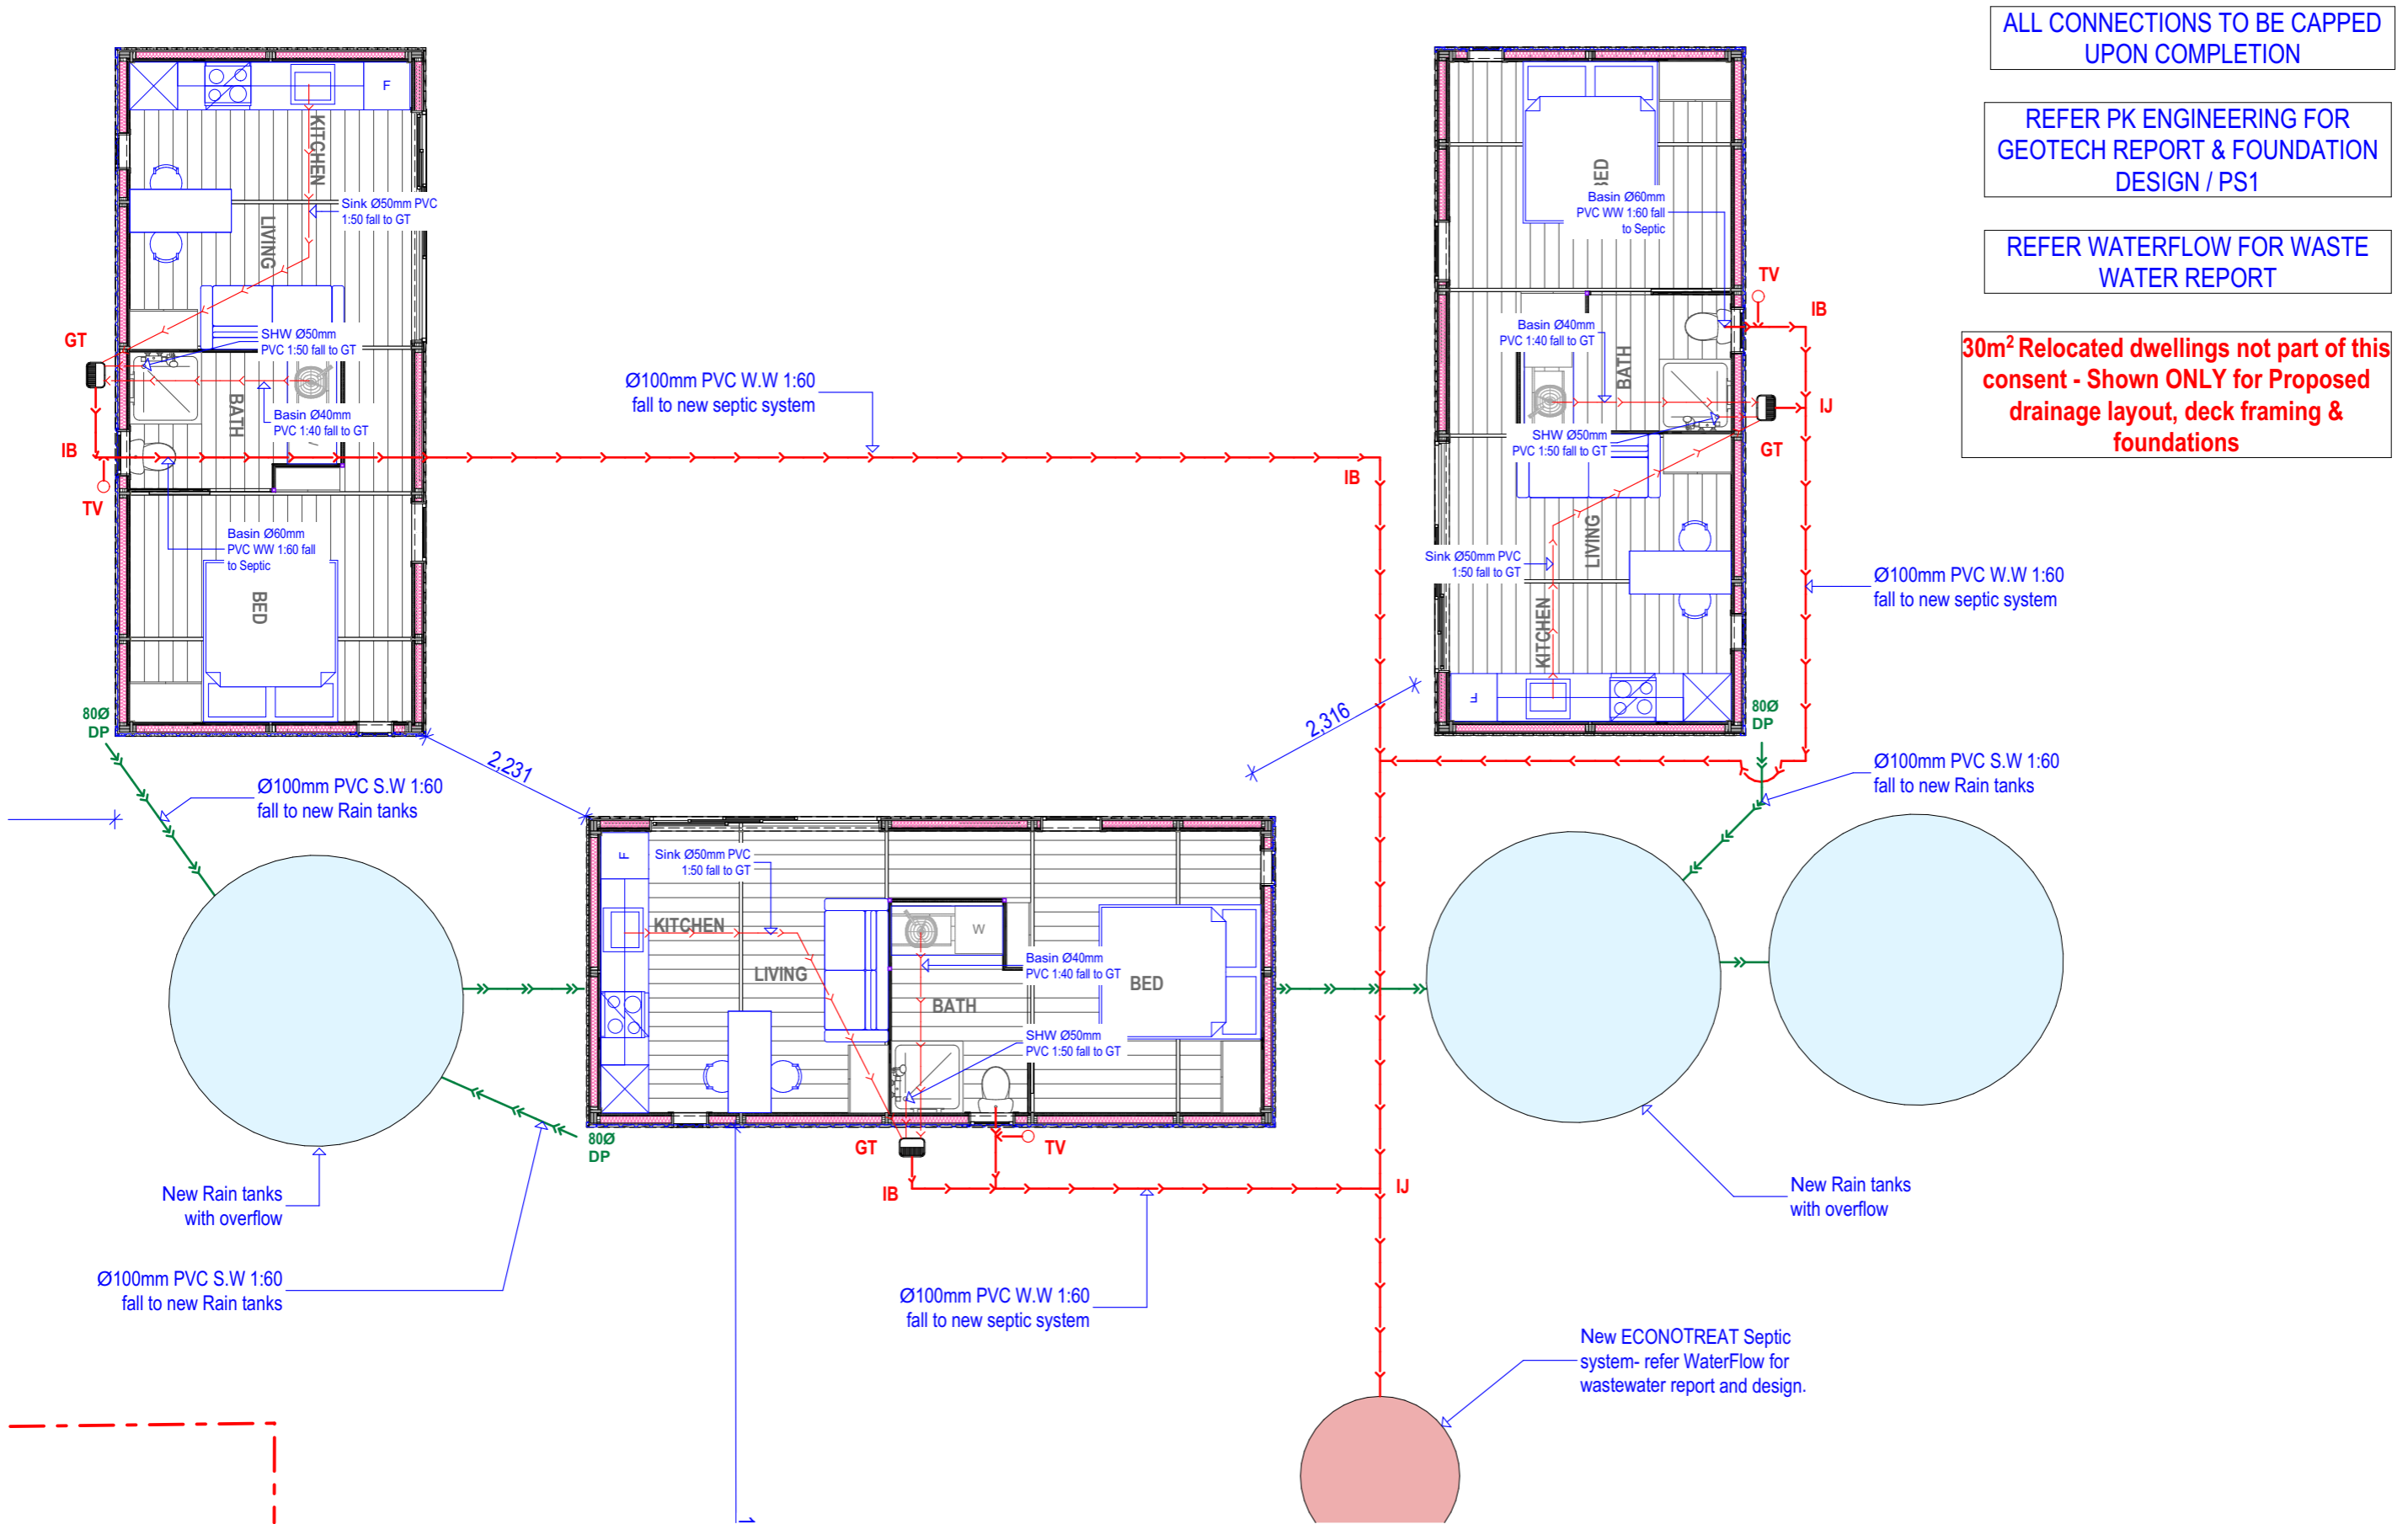 ALL CONNECTIONS TO BE CAPPED
UPON COMPLETION
REFER PK ENGINEERING FOR
GEOTECH REPORT & FOUNDATION
DESIGN / PS1
REFER WATERFLOW FOR WASTE
WATER REPORT
30m² Relocated dwellings not part of this
consent - Shown ONLY for Proposed
drainage layout, deck framing &
foundations
F
KITCHEN
Sink Ø50mm PVC
1:50 fall to GT
LIVING
GT
SHW Ø50mm
PVC 1:50 fall to GT
BATH
Basin Ø40mm
PVC 1:40 fall to GT
IB
TV
Basin Ø60mm
PVC WW 1:60 fall
to Septic
BED
80Ø
DP
Ø100mm PVC W.W 1:60
fall to new septic system
IB
BED
Basin Ø60mm
PVC WW 1:60 fall
to Septic
TV
IB
Basin Ø40mm
PVC 1:40 fall to GT
BATH
IJ
SHW Ø50mm
PVC 1:50 fall to GT
GT
LIVING
Sink Ø50mm PVC
1:50 fall to GT
KITCHEN
F
Ø100mm PVC W.W 1:60
fall to new septic system
80Ø
DP
2,231
2,316
Ø100mm PVC S.W 1:60
fall to new Rain tanks
Ø100mm PVC S.W 1:60
fall to new Rain tanks
F
Sink Ø50mm PVC
1:50 fall to GT
KITCHEN
W
LIVING
Basin Ø40mm
PVC 1:40 fall to GT
BED
BATH
SHW Ø50mm
PVC 1:50 fall to GT
80Ø
DP
GT
TV
IB
IJ
New Rain tanks
with overflow
New Rain tanks
with overflow
Ø100mm PVC S.W 1:60
fall to new Rain tanks
Ø100mm PVC W.W 1:60
fall to new septic system
New ECONOTREAT Septic
system- refer WaterFlow for
wastewater report and design.